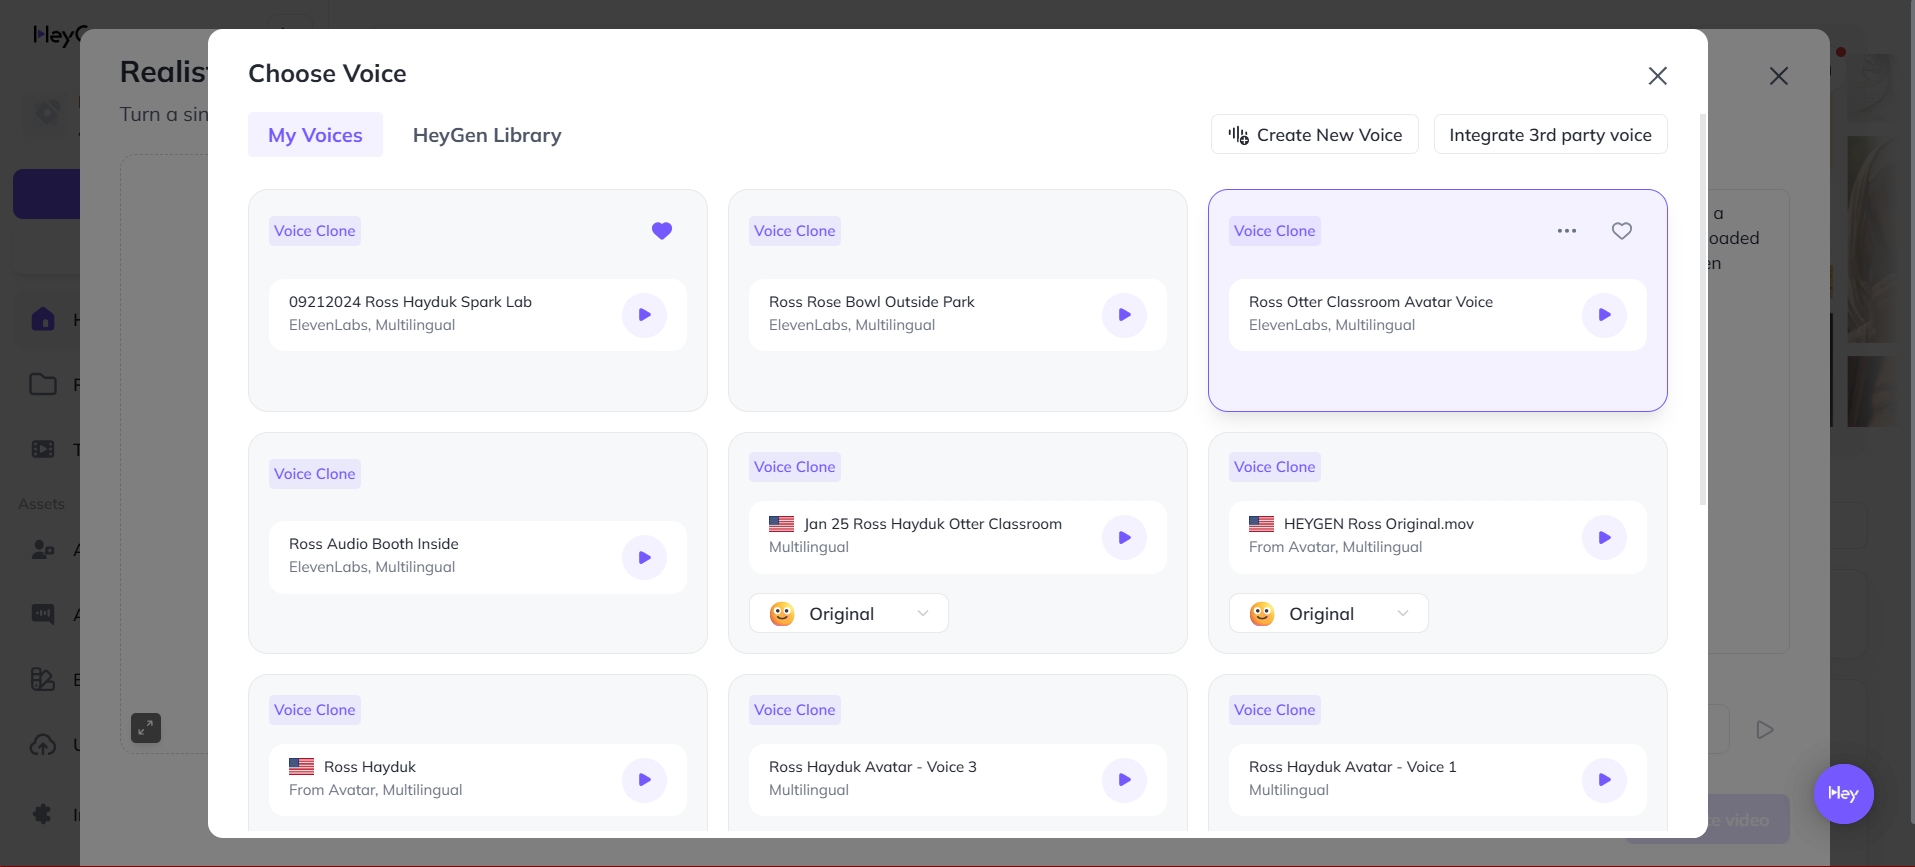 Choose Voice
My Voices
HeyGen Library
Create New Voice
Integrate 3rd party voice
Voice Clone
09212024 Ross Hayduk Spark Lab
ElevenLabs, Multilingual
Voice Clone
Ross Rose Bowl Outside Park
ElevenLabs, Multilingual
Voice Clone
Ross Otter Classroom Avatar Voice
ElevenLabs, Multilingual
Voice Clone
Ross Audio Booth Inside
ElevenLabs, Multilingual
Voice Clone
Jan 25 Ross Hayduk Otter Classroom
Multilingual
Original
Voice Clone
HEYGEN Ross Original.mov
From Avatar, Multilingual
Original
Voice Clone
Ross Hayduk
From Avatar, Multilingual
Voice Clone
Ross Hayduk Avatar - Voice 3
Multilingual
Voice Clone
Ross Hayduk Avatar - Voice 1
Multilingual
Turn a sin
Assets
a
video
Hey